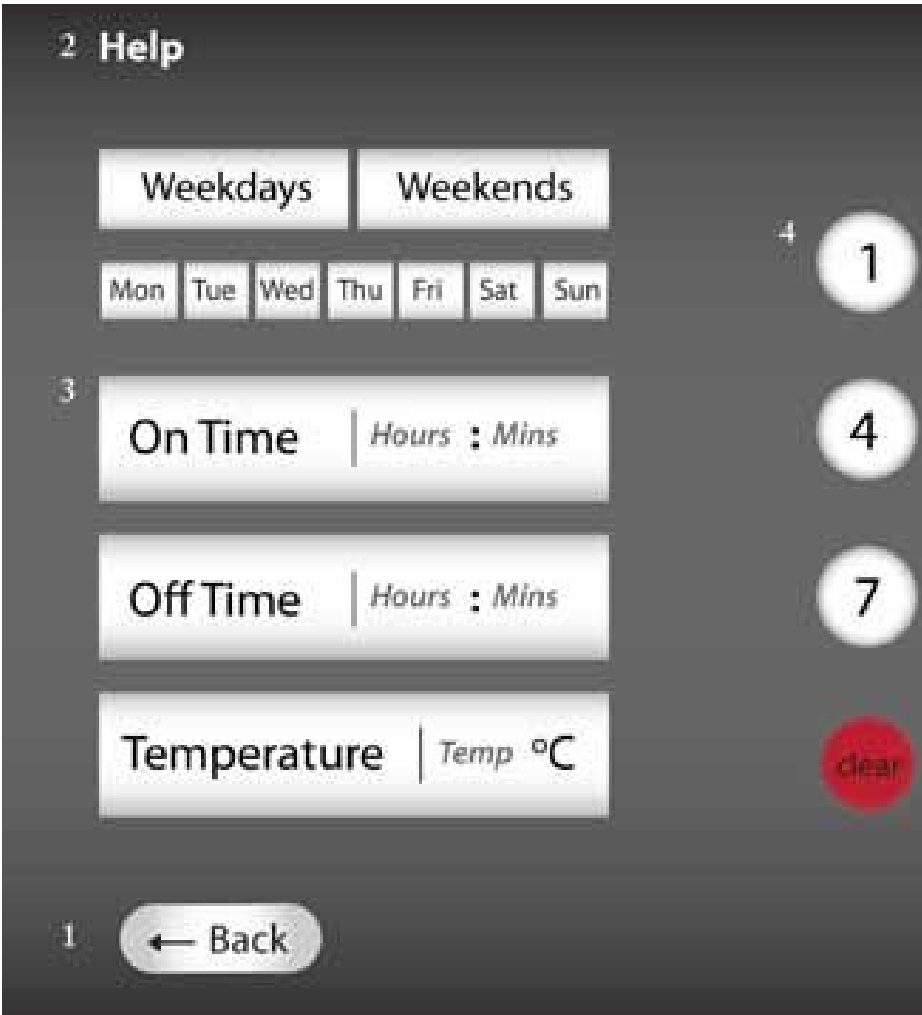 2 Help
Weekdays Weekends
4 1
Mon Tue Wed Thu Fri Sat Sun
3 On Time | Hours : Mins
4
Off Time | Hours : Mins
7
Temperature | Temp °C
clear
1 ← Back